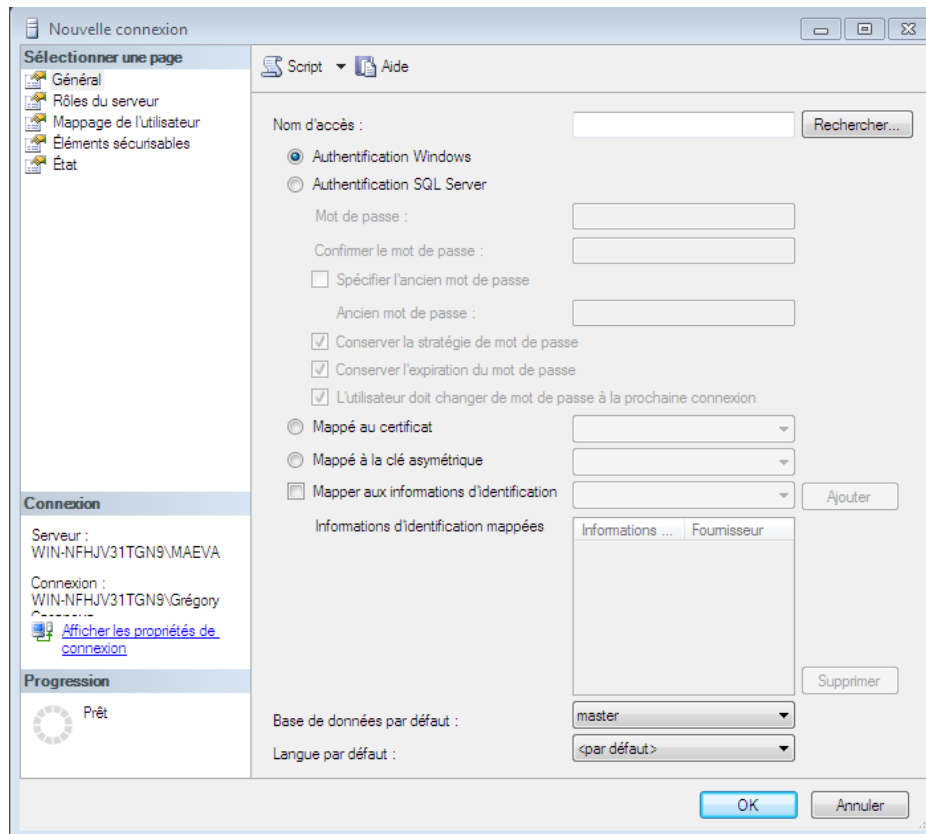 Nouvelle connexion
Sélectionner une page
Général
Rôles du serveur
Mappage de l'utilisateur
Éléments sécurisables
État
Script
Aide
Nom d'accès :
Rechercher...
Authentification Windows
Authentification SQL Server
Mot de passe :
Confirmer le mot de passe :
Spécifier l'ancien mot de passe
Ancien mot de passe :
Conserver la stratégie de mot de passe
Conserver l'expiration du mot de passe
L'utilisateur doit changer de mot de passe à la prochaine connexion
Mappé au certificat
Mappé à la clé asymétrique
Mapper aux informations d'identification
Ajouter
Informations d'identification mappées
Informations ...
Fournisseur
Supprimer
Base de données par défaut :
master
Langue par défaut :
<par défaut>
Connexion
Serveur :
WIN-NFHJV31TGN9\MAEVA
Connexion :
WIN-NFHJV31TGN9\Grégory
Afficher les propriétés de
connexion
Progression
Prêt
OK
Annuler